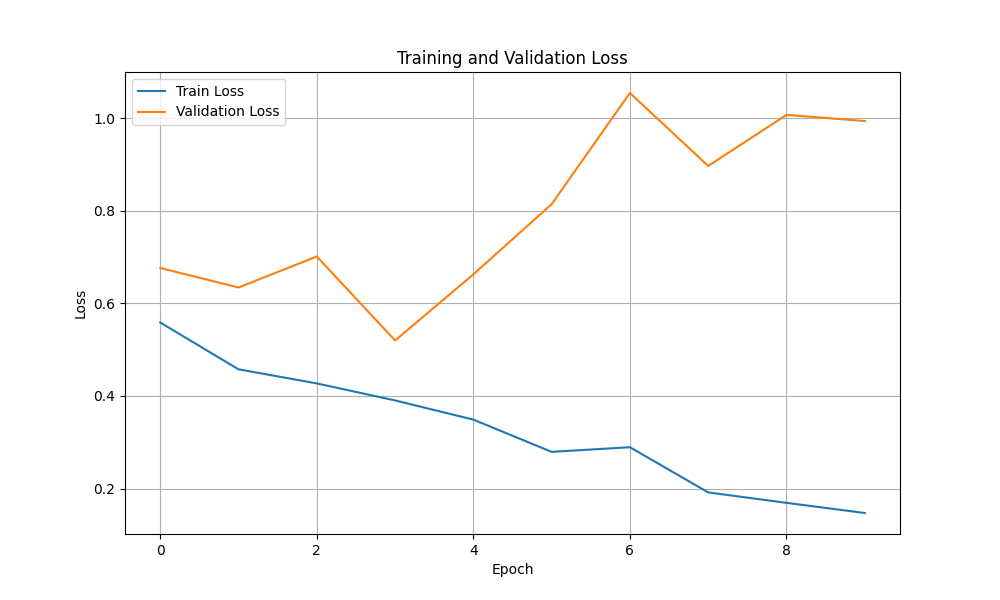 Training and Validation Loss
Train Loss
Validation Loss
1.0
0.8
0.6
0.4
0.2
Loss
0 2 4 6 8
Epoch